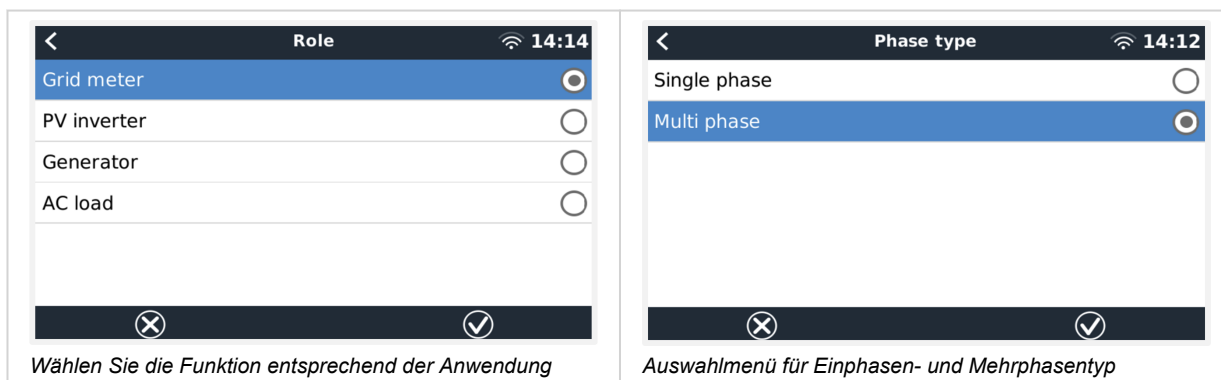 Role
14:14
Grid meter
PV inverter
Generator
AC load
Wählen Sie die Funktion entsprechend der Anwendung
Phase type
14:12
Single phase
Multi phase
Auswahlmenü für Einphasen- und Mehrphasentyp